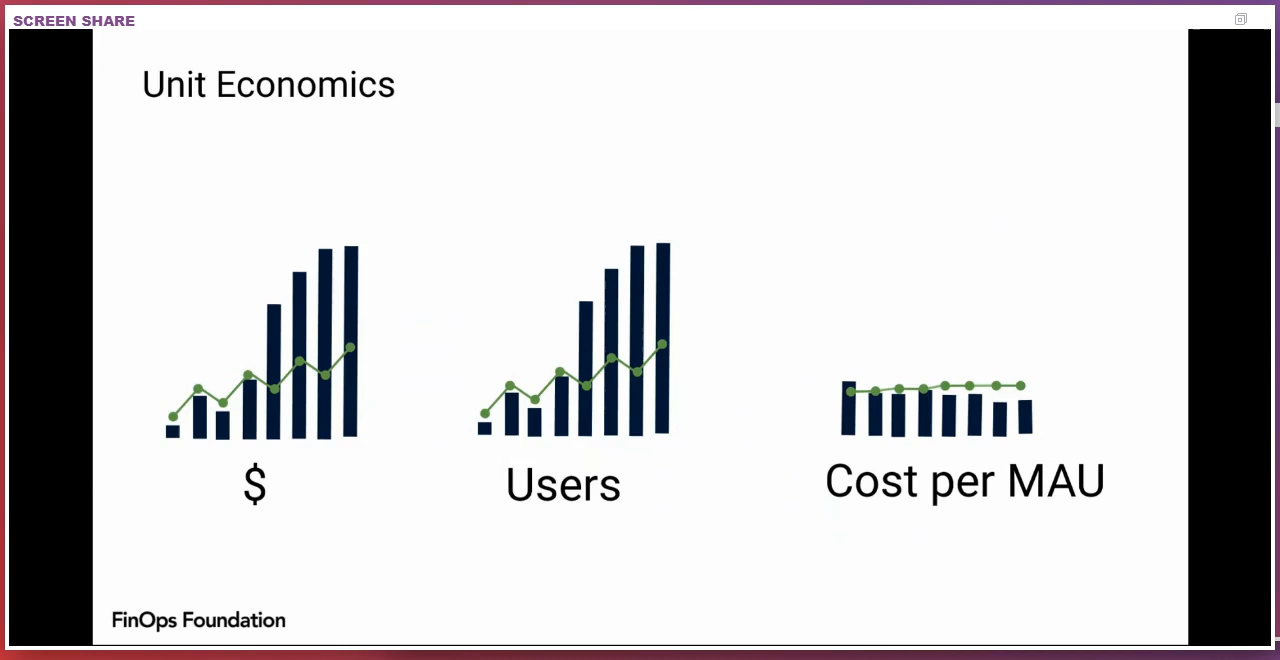 SCREEN SHARE
Unit Economics
$
Users
Cost per MAU
FinOps Foundation